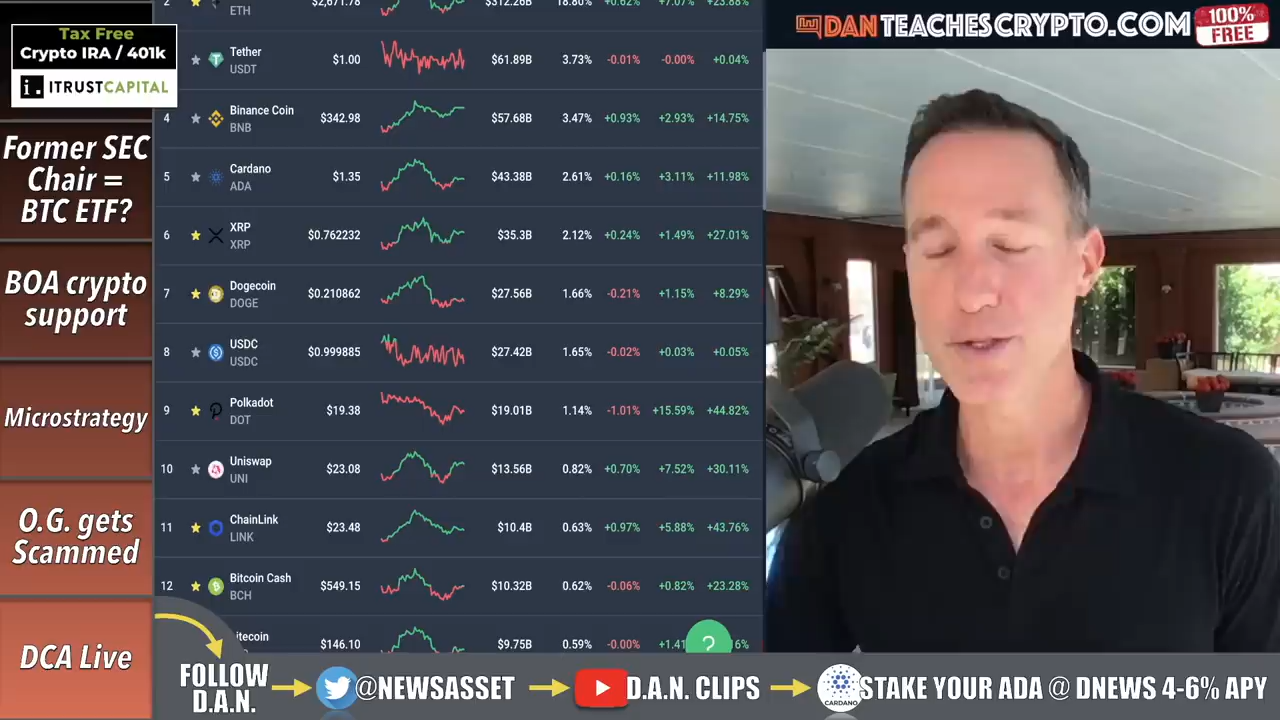 Tax Free
Crypto IRA / 401k
i. ITRUSTCAPITAL
Former SEC
Chair =
BTC ETF?
BOA crypto
support
Microstrategy
O.G. gets
Scammed
DCA Live
2 ETH $2,671.78 $312.26B 18.80% +0.62% +7.07% +23.88%
Tether
USDT $1.00 $61.89B 3.73% -0.01% -0.00% +0.04%
4 Binance Coin
BNB $342.98 $57.68B 3.47% +0.93% +2.93% +14.75%
5 Cardano
ADA $1.35 $43.38B 2.61% +0.16% +3.11% +11.98%
6 XRP
XRP $0.762232 $35.3B 2.12% +0.24% +1.49% +27.01%
7 Dogecoin
DOGE $0.210862 $27.56B 1.66% -0.21% +1.15% +8.29%
8 USDC
USDC $0.999885 $27.42B 1.65% -0.02% +0.03% +0.05%
9 Polkadot
DOT $19.38 $19.01B 1.14% -1.01% +15.59% +44.82%
10 Uniswap
UNI $23.08 $13.56B 0.82% +0.70% +7.52% +30.11%
11 ChainLink
LINK $23.48 $10.4B 0.63% +0.97% +5.88% +43.76%
12 Bitcoin Cash
BCH $549.15 $10.32B 0.62% -0.06% +0.82% +23.28%
itecoin $146.10 $9.75B 0.59% -0.00% +1.41 6%
?
DANTEACHESCRYPTO.COM
100%
FREE
FOLLOW
D.A.N.
@NEWSASSET
D.A.N. CLIPS
CARDANO
STAKE YOUR ADA @ DNEWS 4-6% APY